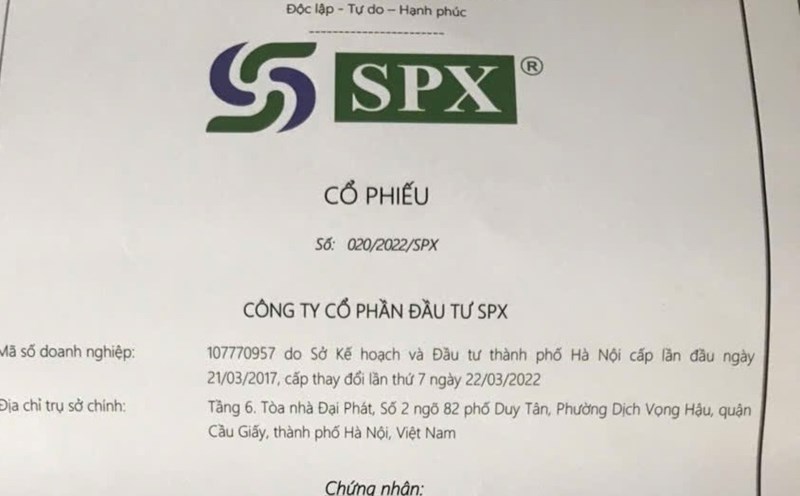 Độc lập - Tự do – Hạnh phúc
SPX ®
CỔ PHIẾU
Số: 020/2022/SPX
CÔNG TY CỔ PHẦN ĐẦU TƯ SPX
Mã số doanh nghiệp: 107770957 do Sở Kế hoạch và Đầu tư thành phố Hà Nội cấp lần đầu ngày
21/03/2017, cấp thay đổi lần thứ 7 ngày 22/03/2022
Địa chỉ trụ sở chính: Tầng 6. Tòa nhà Đại Phát, Số 2 ngõ 82 phố Duy Tân, Phường Dịch Vọng Hậu, quận
Cầu Giấy, thành phố Hà Nội, Việt Nam
Chứng nhận: